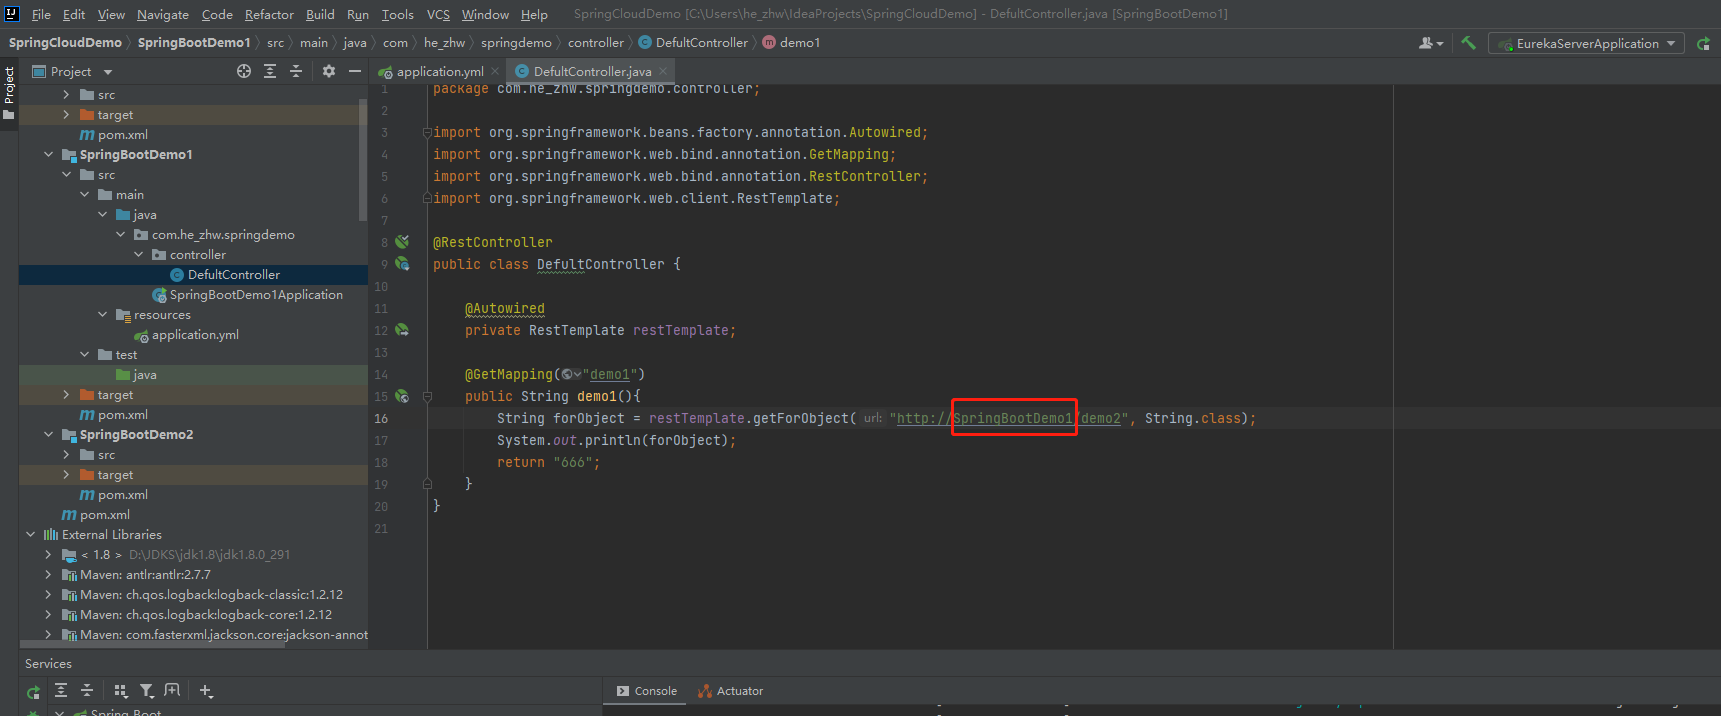 File Edit View Navigate Code Refactor Build Run Tools VCS Window Help SpringCloudDemo [C:\Users\he_zhw\IdeaProjects\SpringCloudDemo] - DefultController.java [SpringBootDemo1]
SpringCloudDemo SpringBootDemo1 src main java com he_zhw springdemo controller DefultController demo1 EurekaServerApplication
Project
Project
application.yml
DefultController.java
src
target
pom.xml
SpringBootDemo1
src
main
java
com.he_zhw.springdemo
controller
DefultController
SpringBootDemo1Application
resources
application.yml
test
java
target
pom.xml
SpringBootDemo2
src
target
pom.xml
pom.xml
External Libraries
< 1.8 > D:\JDKS\jdk1.8\jdk1.8.0_291
Maven: antlr:antlr:2.7.7
Maven: ch.qos.logback:logback-classic:1.2.12
Maven: ch.qos.logback:logback-core:1.2.12
Maven: com.fasterxml.jackson.core:jackson-annot
1 package com.he_zhw.springdemo.controller;
2
3 import org.springframework.beans.factory.annotation.Autowired;
4 import org.springframework.web.bind.annotation.GetMapping;
5 import org.springframework.web.bind.annotation.RestController;
6 import org.springframework.web.client.RestTemplate;
7
8 @RestController
9 public class DefultController {
10
11 @Autowired
12 private RestTemplate restTemplate;
13
14 @GetMapping("demo1")
15 public String demo1(){
16 String forObject = restTemplate.getForObject( url: "http://SpringBootDemo1/demo2", String.class);
17 System.out.println(forObject);
18 return "666";
19 }
20 }
21
Services
Console
Actuator
Spring Boot